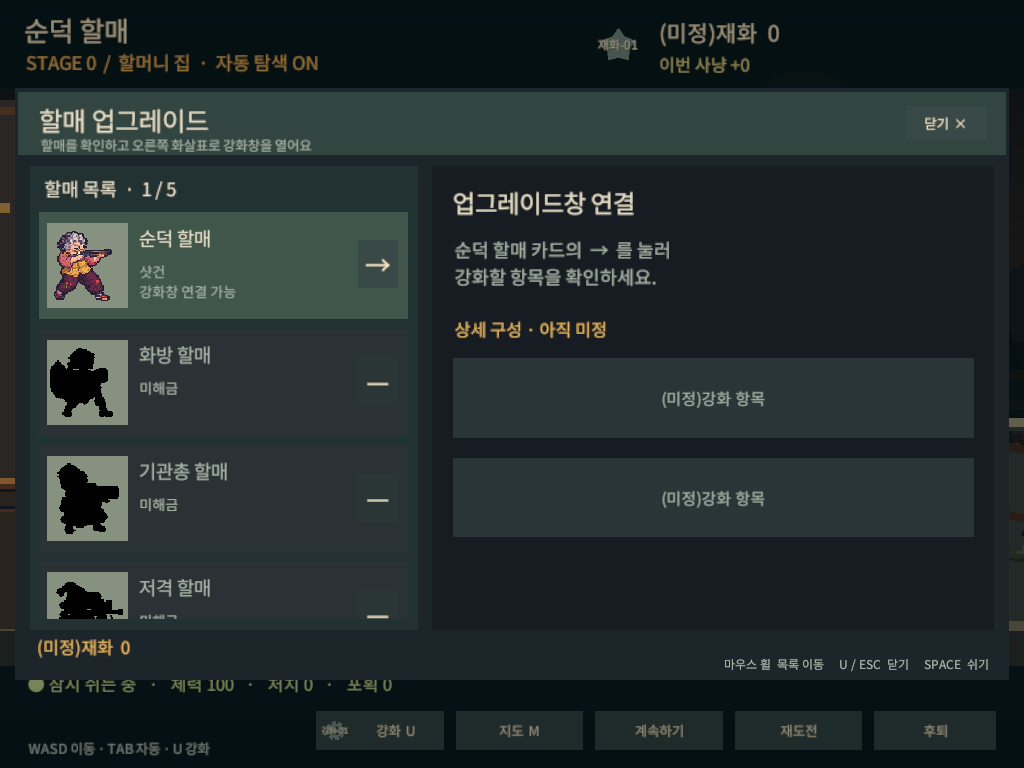 순덕 할매
STAGE 0 / 할머니 집 · 자동 탐색 ON
재화-01
(미정)재화 0
이번 사냥 +0
할매 업그레이드
할매를 확인하고 오른쪽 화살표로 강화창을 열어요
닫기 ×
할매 목록 · 1 / 5
순덕 할매
샷건
강화창 연결 가능
→
화방 할매
미해금
—
기관총 할매
미해금
—
저격 할매
미해금
—
업그레이드창 연결
순덕 할매 카드의 → 를 눌러
강화할 항목을 확인하세요.
상세 구성 · 아직 미정
(미정)강화 항목
(미정)강화 항목
(미정)재화 0
마우스 휠 목록 이동 U / ESC 닫기 SPACE 쉬기
잠시 쉬는 중 · 체력 100 · 저지 0 · 포획 0
강화 U
지도 M
계속하기
재도전
후퇴
WASD 이동 · TAB 자동 · U 강화